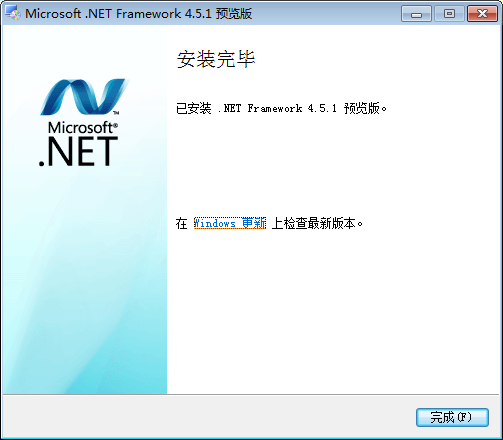 Microsoft .NET Framework 4.5.1 预览版
安装完毕
已安装 .NET Framework 4.5.1 预览版。
Microsoft®
.NET
TM
在 Windows 更新 上检查最新版本。
完成(F)